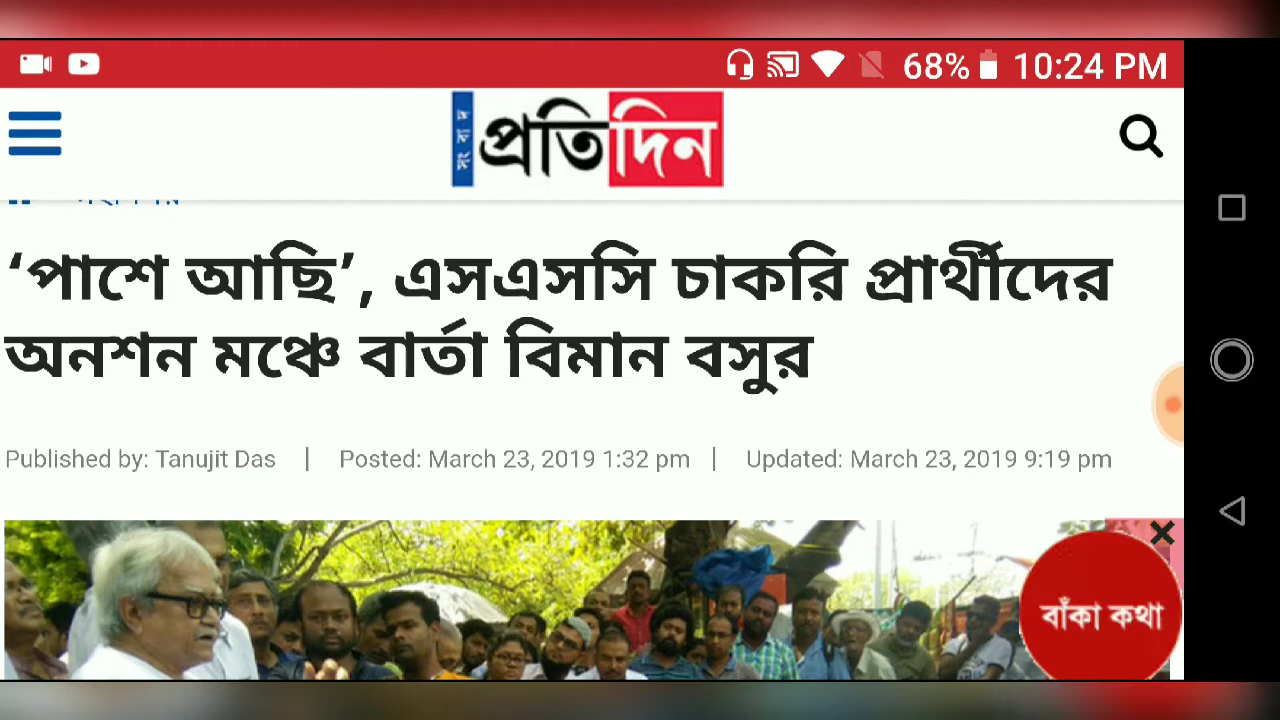 68% 10:24 PM
সংবাদ প্রতিদিন
‘পাশে আছি’, এসএসসি চাকরি প্রার্থীদের
অনশন মঞ্চে বার্তা বিমান বসুর
Published by: Tanujit Das | Posted: March 23, 2019 1:32 pm | Updated: March 23, 2019 9:19 pm
বাঁকা কথা